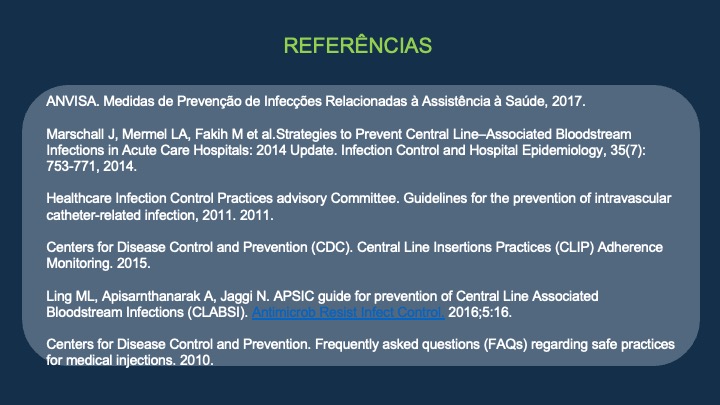 REFERÊNCIAS
ANVISA. Medidas de Prevenção de Infecções Relacionadas à Assistência à Saúde, 2017.
Marschall J, Mermel LA, Fakih M et al.Strategies to Prevent Central Line–Associated Bloodstream
Infections in Acute Care Hospitals: 2014 Update. Infection Control and Hospital Epidemiology, 35(7):
753-771, 2014.
Healthcare Infection Control Practices advisory Committee. Guidelines for the prevention of intravascular
catheter-related infection, 2011. 2011.
Centers for Disease Control and Prevention (CDC). Central Line Insertions Practices (CLIP) Adherence
Monitoring. 2015.
Ling ML, Apisarnthanarak A, Jaggi N. APSIC guide for prevention of Central Line Associated
Bloodstream Infections (CLABSI). Antimicrob Resist Infect Control. 2016;5:16.
Centers for Disease Control and Prevention. Frequently asked questions (FAQs) regarding safe practices
for medical injections. 2010.